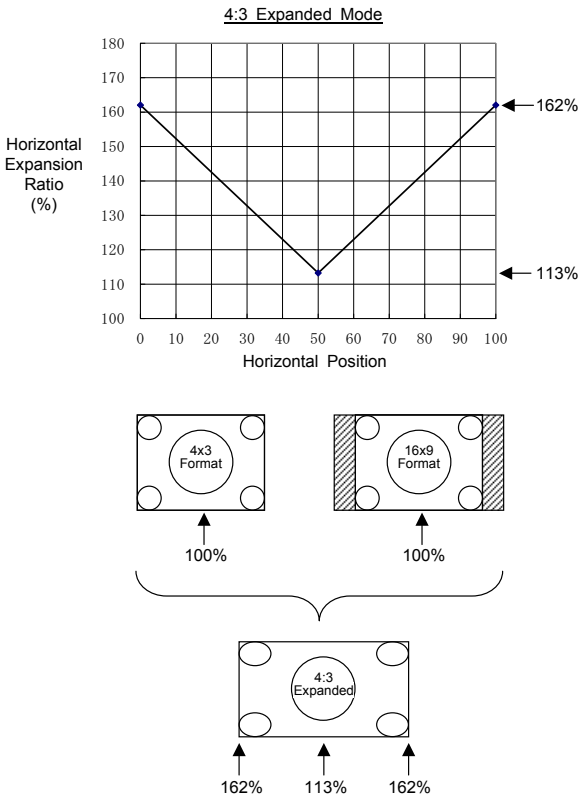 4:3 Expanded Mode
180
170
160
150
140
130
120
110
100
Horizontal
Expansion
Ratio
(%)
162%
113%
0 10 20 30 40 50 60 70 80 90 100
Horizontal Position
4x3
Format
16x9
Format
100%
100%
4:3
Expanded
162%
113%
162%